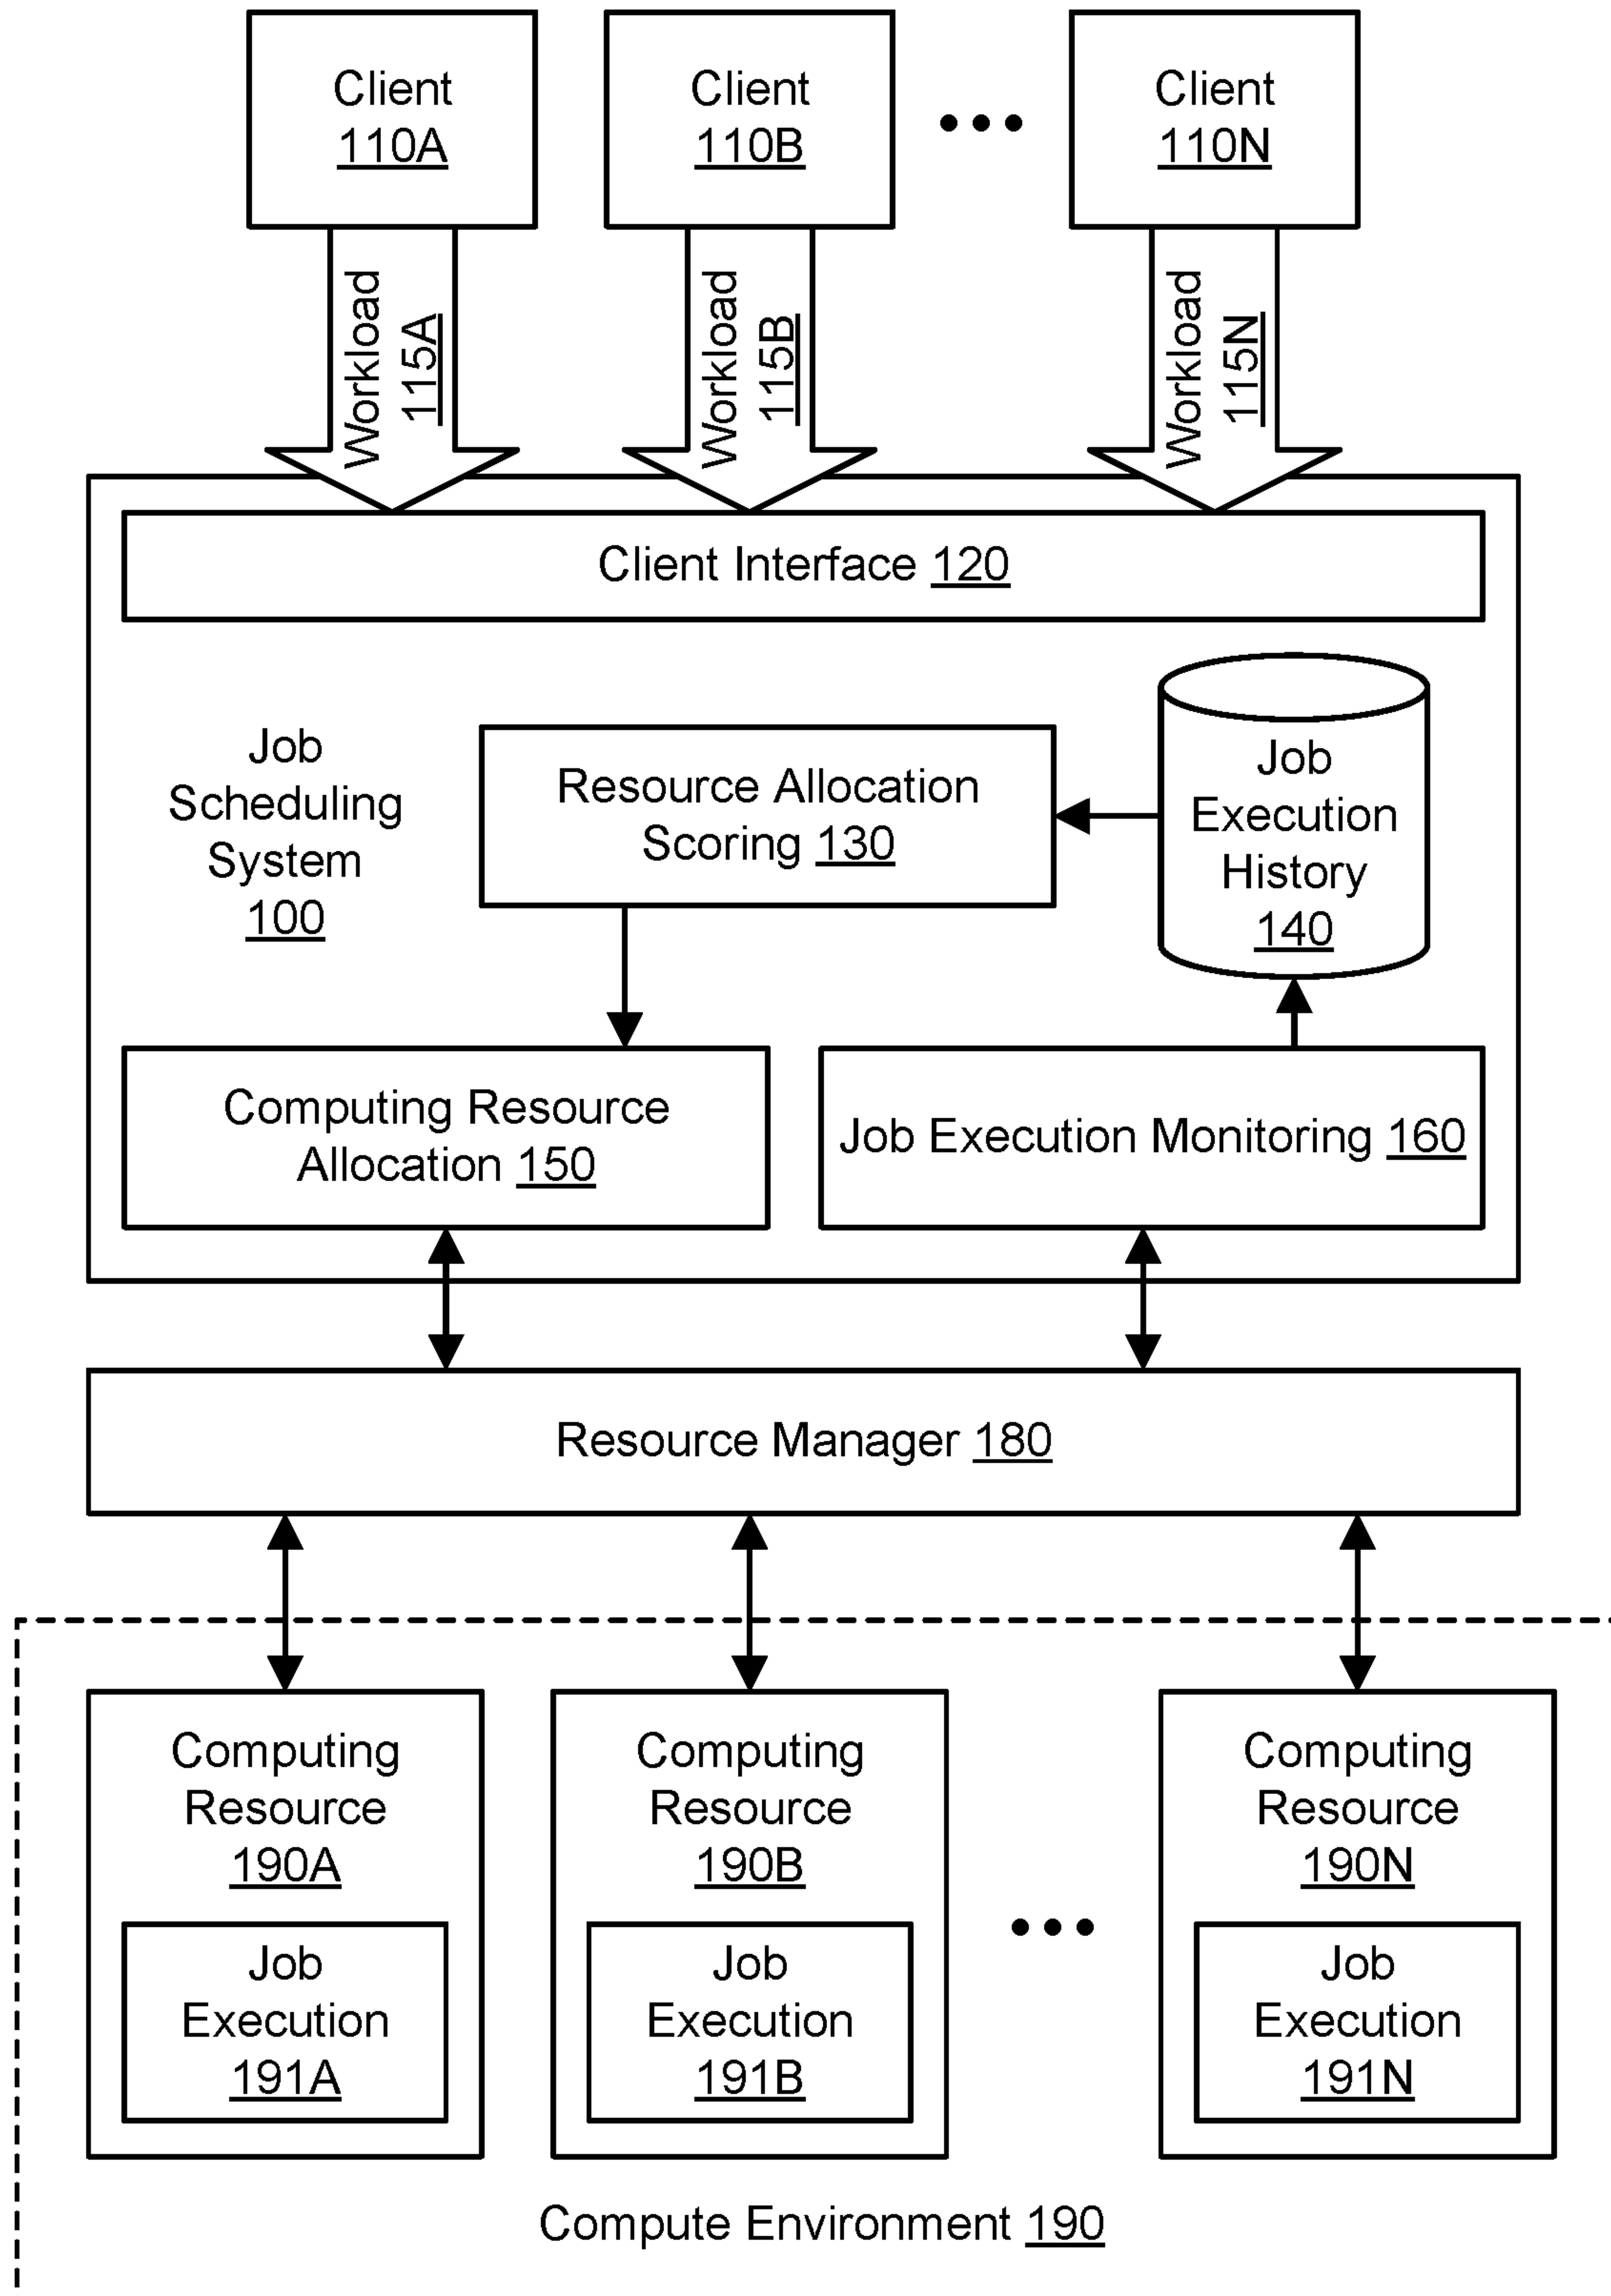 Client
110A
Client
110B
Client
110N
Workload
115A
Workload
115B
Workload
115N
Client Interface 120
Job
Scheduling
System
100
Resource Allocation
Scoring 130
Job
Execution
History
140
Computing Resource
Allocation 150
Job Execution Monitoring 160
Resource Manager 180
Computing
Resource
190A
Job
Execution
191A
Computing
Resource
190B
Job
Execution
191B
Computing
Resource
190N
Job
Execution
191N
Compute Environment 190